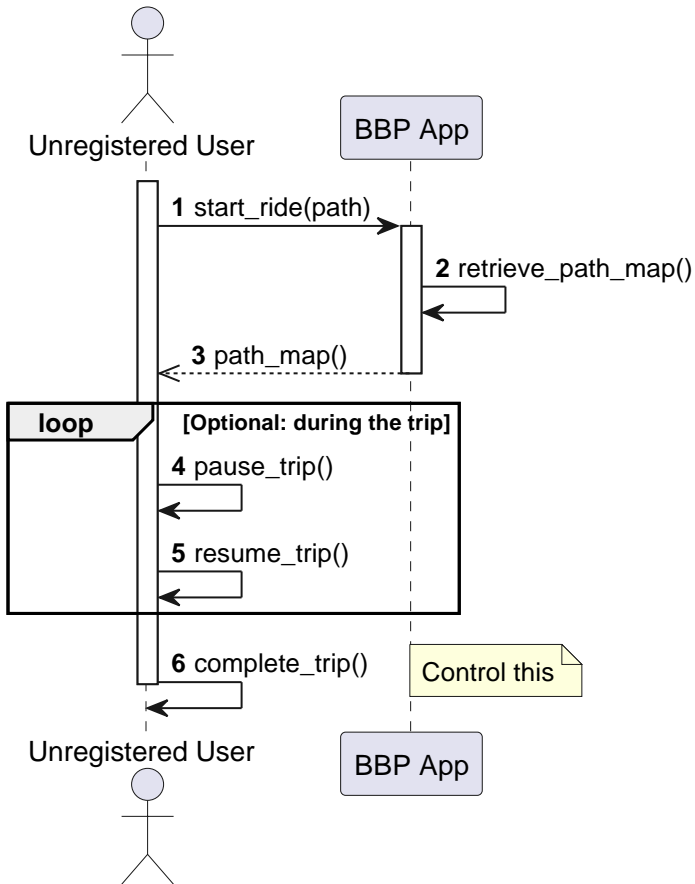 Unregistered User
BBP App
1 start_ride(path)
2 retrieve_path_map()
3 path_map()
loop [Optional: during the trip]
4 pause_trip()
5 resume_trip()
6 complete_trip()
Control this
Unregistered User
BBP App